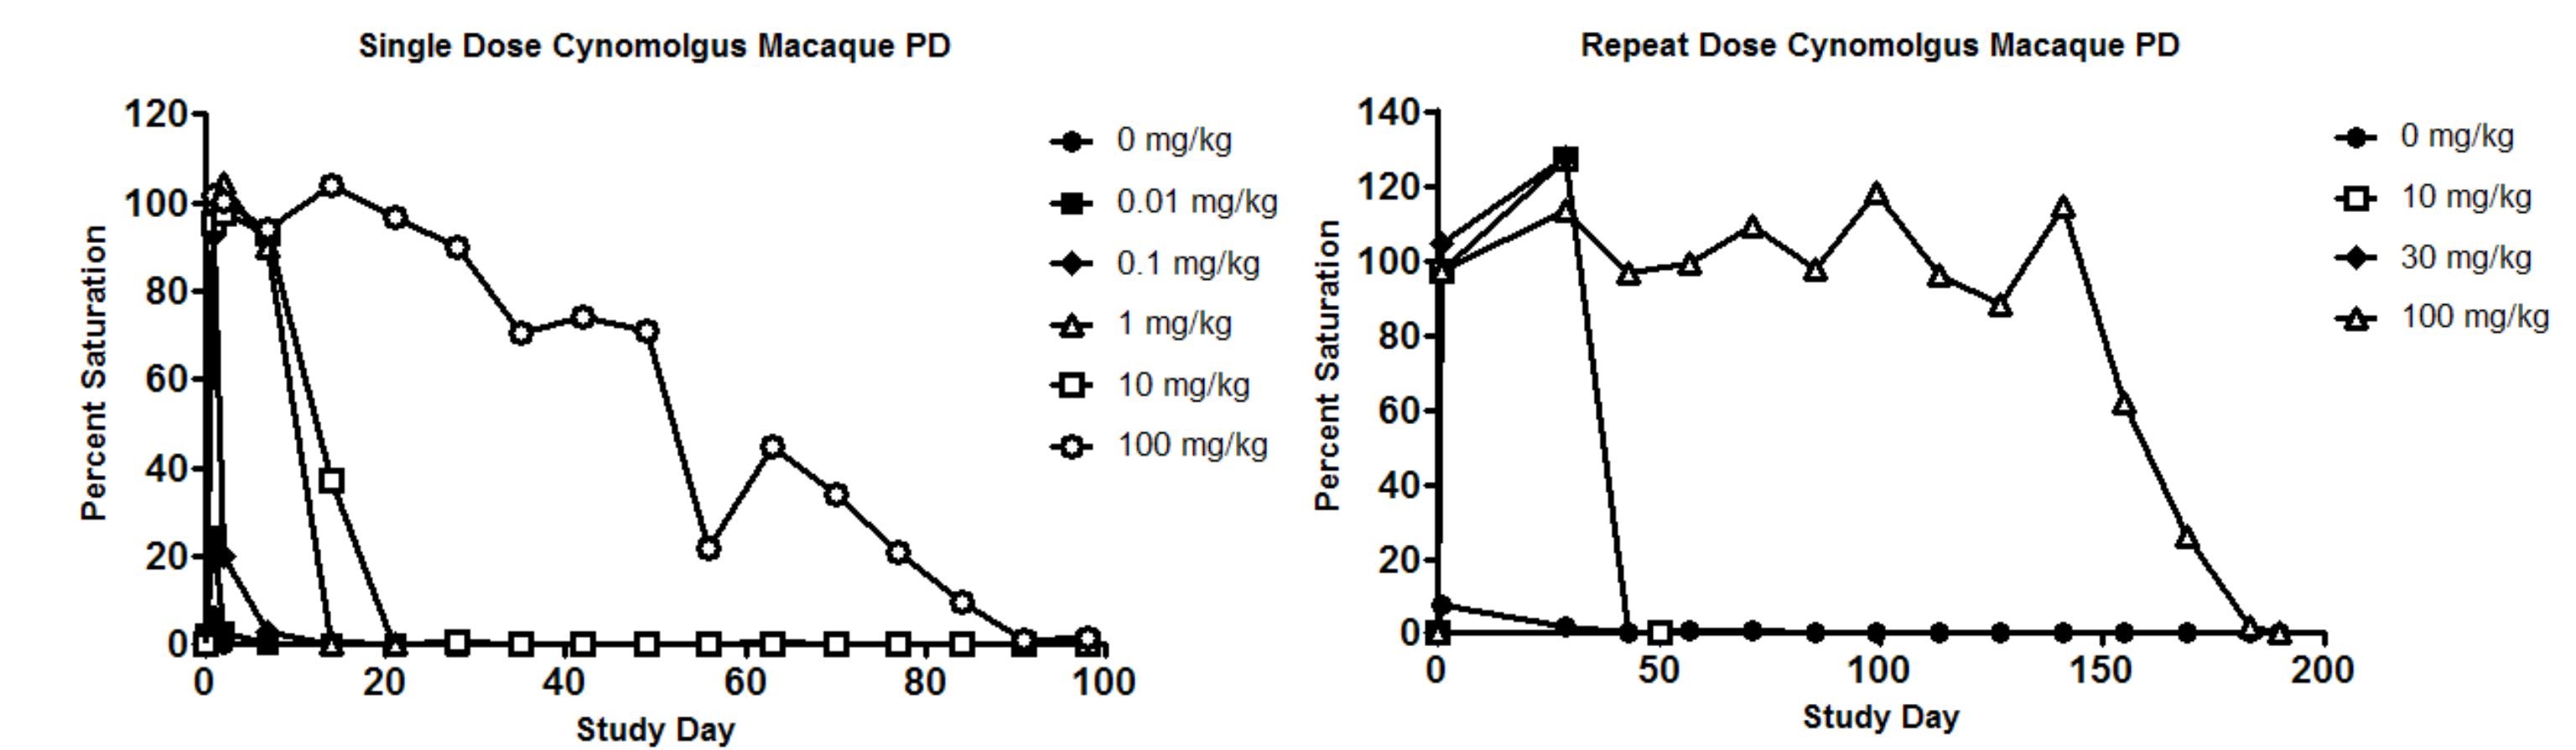 Single Dose Cynomolgus Macaque PD
120
100
80
60
40
20
0
Percent Saturation
0 20 40 60 80 100
Study Day
0 mg/kg
0.01 mg/kg
0.1 mg/kg
1 mg/kg
10 mg/kg
100 mg/kg
Repeat Dose Cynomolgus Macaque PD
140
120
100
80
60
40
20
0
Percent Saturation
0 50 100 150 200
Study Day
0 mg/kg
10 mg/kg
30 mg/kg
100 mg/kg